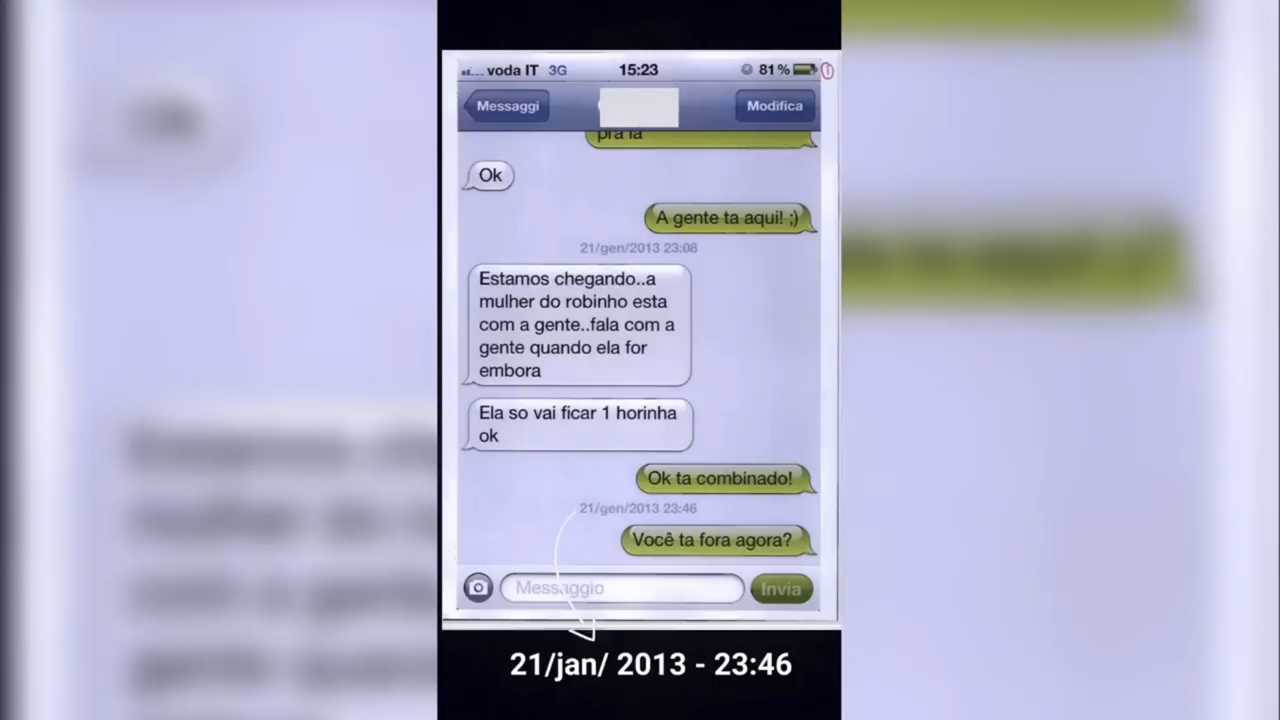 voda IT 3G 15:23 81%
Messaggi Modifica
pra la
Ok
A gente ta aqui! ;)
21/gen/2013 23:08
Estamos chegando..a
mulher do robinho esta
com a gente..fala com a
gente quando ela for
embora
Ela so vai ficar 1 horinha
ok
Ok ta combinado!
21/gen/2013 23:46
Você ta fora agora?
Messaggio Invia
21/jan/ 2013 - 23:46